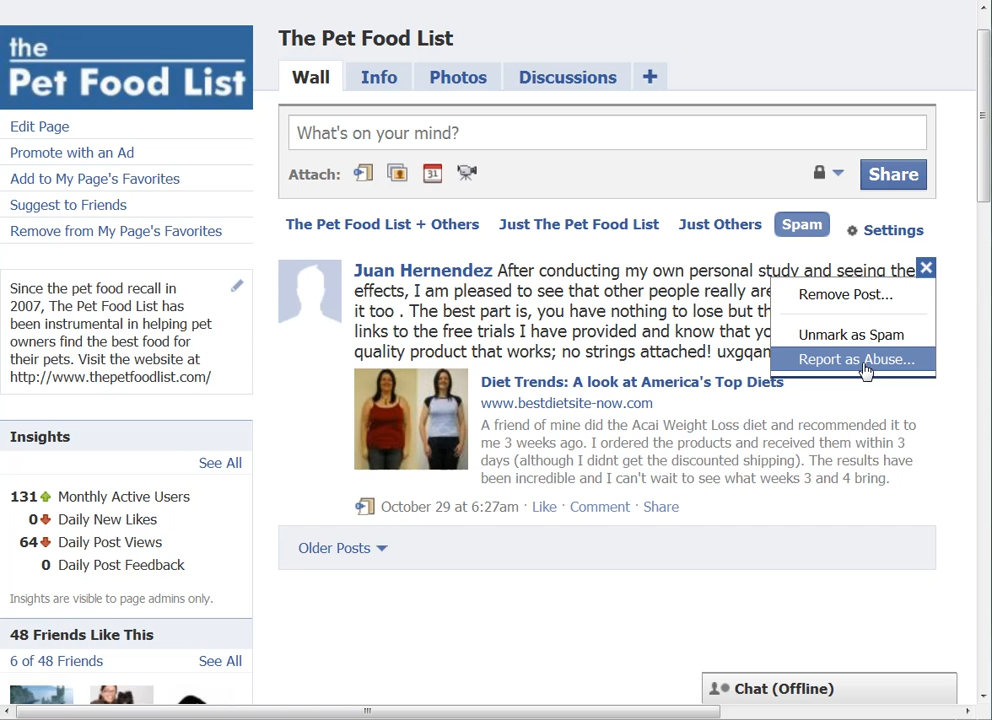 the
Pet Food List
Edit Page
Promote with an Ad
Add to My Page's Favorites
Suggest to Friends
Remove from My Page's Favorites
Since the pet food recall in
2007, The Pet Food List has
been instrumental in helping pet
owners find the best food for
their pets. Visit the website at
http://www.thepetfoodlist.com/
Insights
See All
131 Monthly Active Users
0 Daily New Likes
64 Daily Post Views
0 Daily Post Feedback
Insights are visible to page admins only.
48 Friends Like This
6 of 48 Friends See All
The Pet Food List
Wall Info Photos Discussions +
What's on your mind?
Attach: 31 Share
The Pet Food List + Others Just The Pet Food List Just Others Spam Settings
Juan Hernendez After conducting my own personal study and seeing the
effects, I am pleased to see that other people really are
it too . The best part is, you have nothing to lose but th
links to the free trials I have provided and know that yo
quality product that works; no strings attached! uxgqam
Remove Post...
Unmark as Spam
Report as Abuse...
Diet Trends: A look at America's Top Diets
www.bestdietsite-now.com
A friend of mine did the Acai Weight Loss diet and recommended it to
me 3 weeks ago. I ordered the products and received them within 3
days (although I didnt get the discounted shipping). The results have
been incredible and I can't wait to see what weeks 3 and 4 bring.
October 29 at 6:27am · Like · Comment · Share
Older Posts
Chat (Offline)